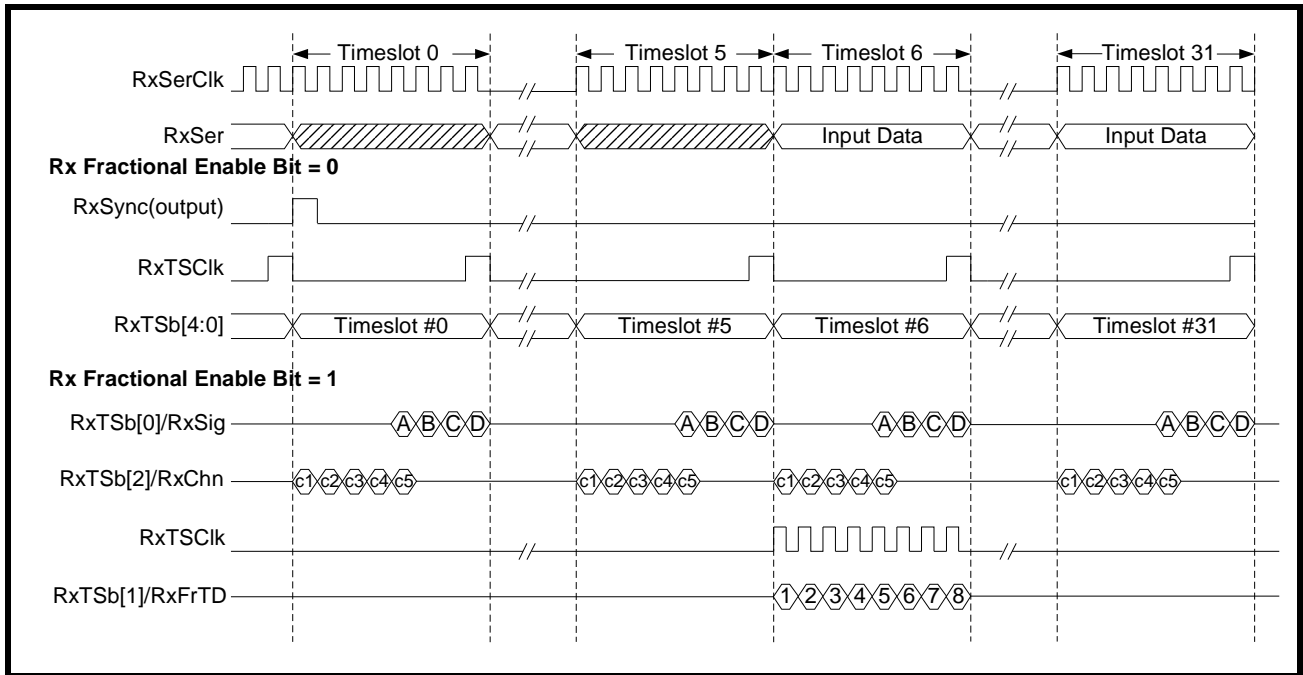 Timeslot 0 Timeslot 5 Timeslot 6 Timeslot 31
RxSerClk
RxSer Input Data Input Data
Rx Fractional Enable Bit = 0
RxSync(output)
RxTSClk
RxTSb[4:0] Timeslot #0 Timeslot #5 Timeslot #6 Timeslot #31
Rx Fractional Enable Bit = 1
RxTSb[0]/RxSig A B C D A B C D A B C D A B C D
RxTSb[2]/RxChn c1 c2 c3 c4 c5 c1 c2 c3 c4 c5 c1 c2 c3 c4 c5 c1 c2 c3 c4 c5
RxTSClk
RxTSb[1]/RxFrTD 1 2 3 4 5 6 7 8